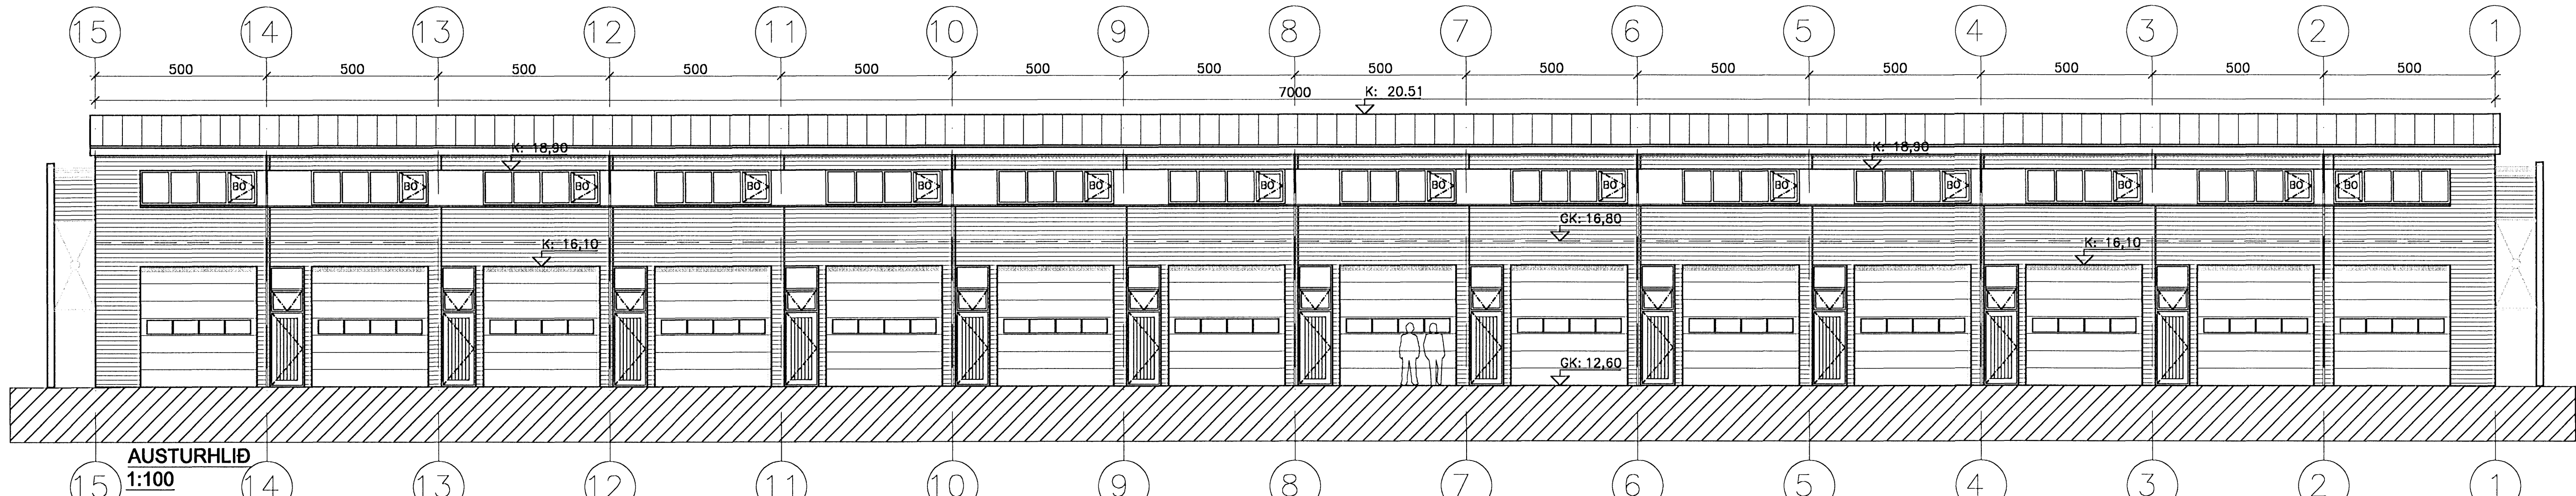 15 14 13 12 11 10 9 8 7 6 5 4 3 2 1
500 500 500 500 500 500 500 500 500 500 500 500 500 500
7000 K: 20.51
K: 18,90 K: 18,90
BO BO BO BO BO BO BO BO BO BO BO BO BO BO
GK: 16,80
K: 16,10 K: 16,10
GK: 12,60
AUSTURHLIÐ
1:100
15 14 13 12 11 10 9 8 7 6 5 4 3 2 1